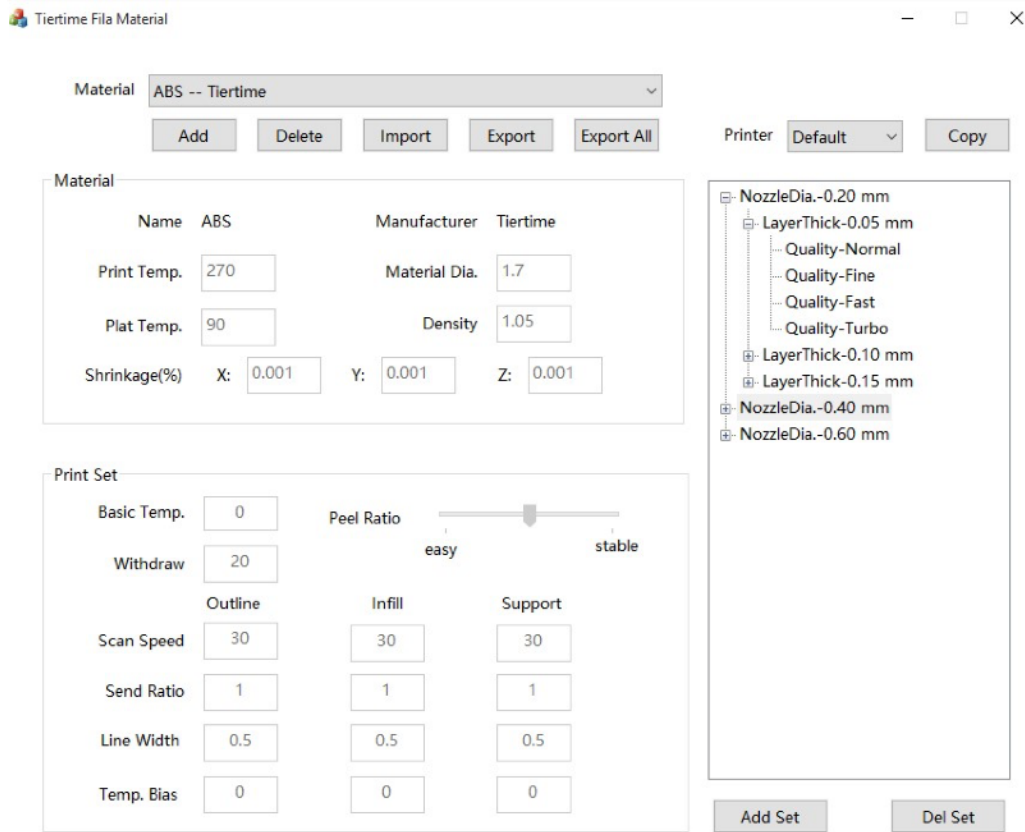 Tiertime Fila Material
Material ABS -- Tiertime
Add Delete Import Export Export All
Printer Default Copy
Material
Name ABS Manufacturer Tiertime
Print Temp. 270 Material Dia. 1.7
Plat Temp. 90 Density 1.05
Shrinkage(%) X: 0.001 Y: 0.001 Z: 0.001
Print Set
Basic Temp. 0 Peel Ratio
easy stable
Withdraw 20
Outline Infill Support
Scan Speed 30 30 30
Send Ratio 1 1 1
Line Width 0.5 0.5 0.5
Temp. Bias 0 0 0
NozzleDia.-0.20 mm
LayerThick-0.05 mm
Quality-Normal
Quality-Fine
Quality-Fast
Quality-Turbo
LayerThick-0.10 mm
LayerThick-0.15 mm
NozzleDia.-0.40 mm
NozzleDia.-0.60 mm
Add Set Del Set